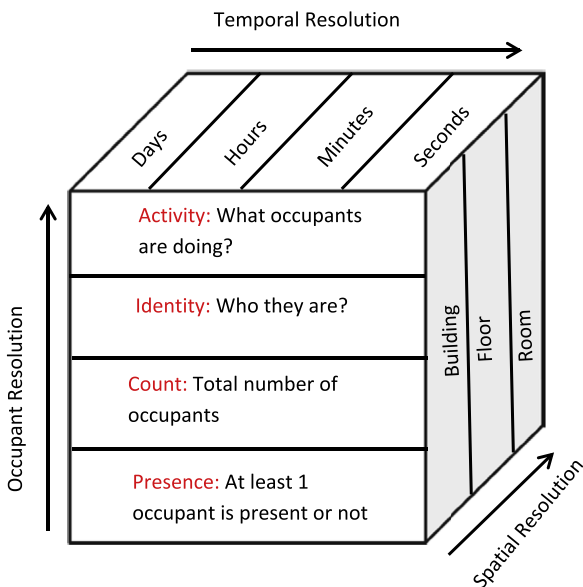 Temporal Resolution
Days
Hours
Minutes
Seconds
Activity: What occupants
are doing?
Identity: Who they are?
Count: Total number of
occupants
Presence: At least 1
occupant is present or not
Building
Floor
Room
Occupant Resolution
Spatial Resolution